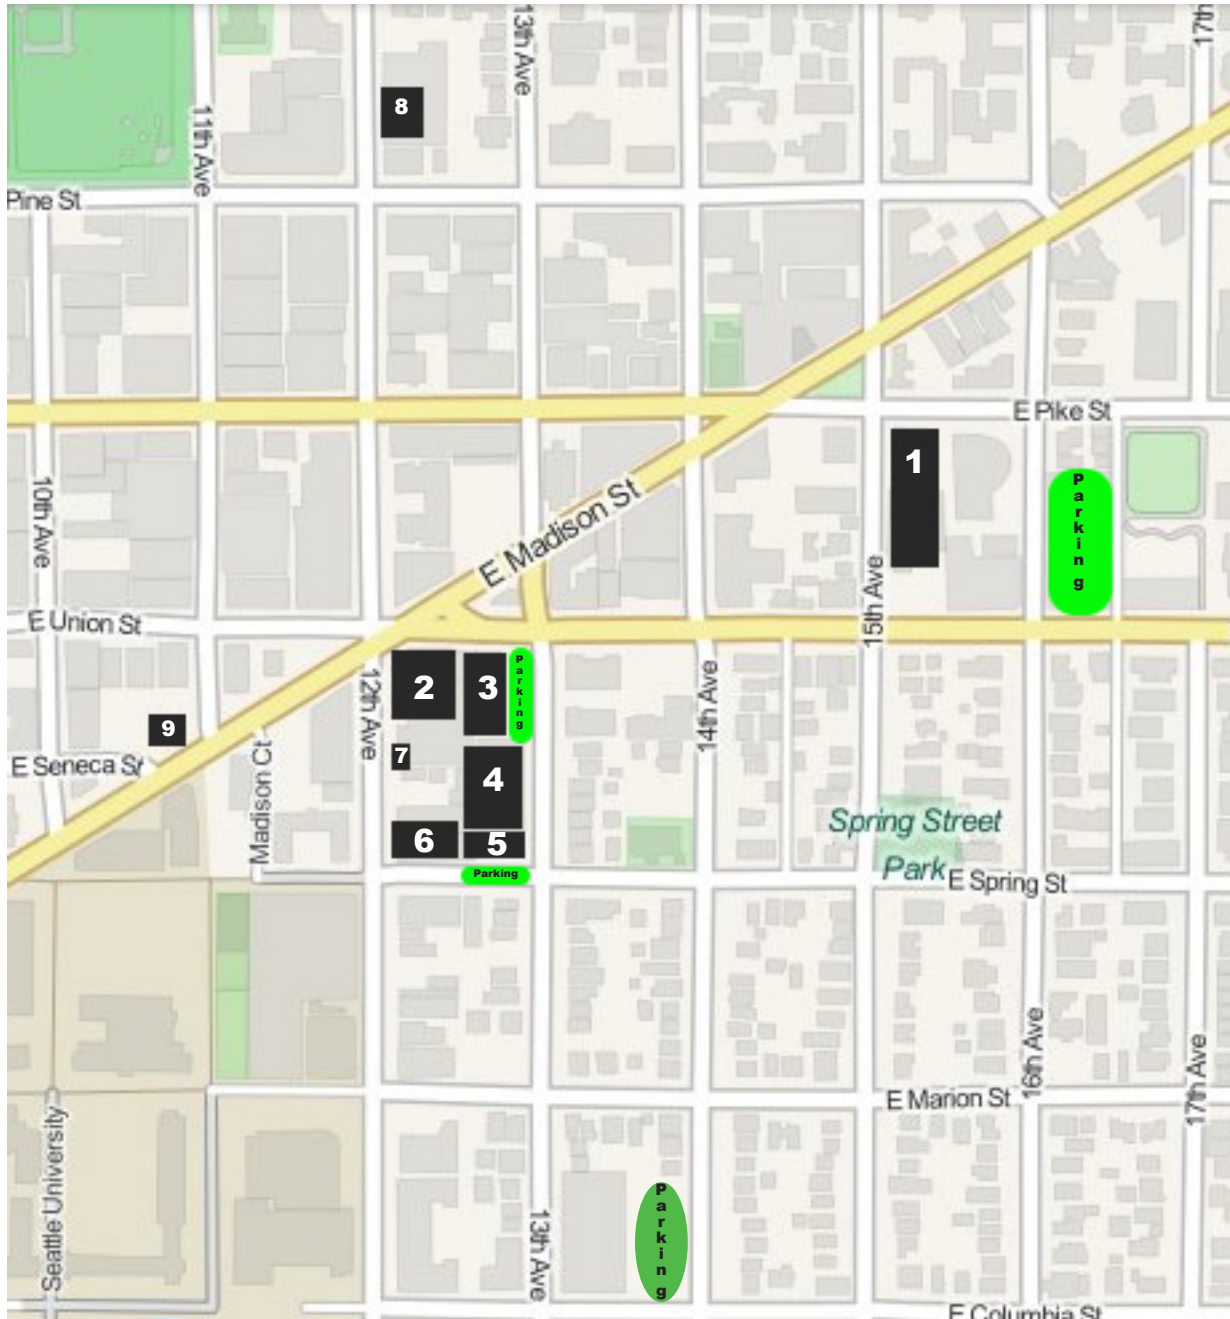 13th Ave
17th
8
11th Ave
Pine St
E Pike St
1
Parking
10th Ave
E Madison St
15th Ave
E Union St
12th Ave
2
3
Parking
14th Ave
9
7
4
E Seneca St
Madison Ct
6
5
Spring Street
Park
Parking
E Spring St
16th Ave
17th Ave
E Marion St
Seattle University
13th Ave
Parking
E Columbia St